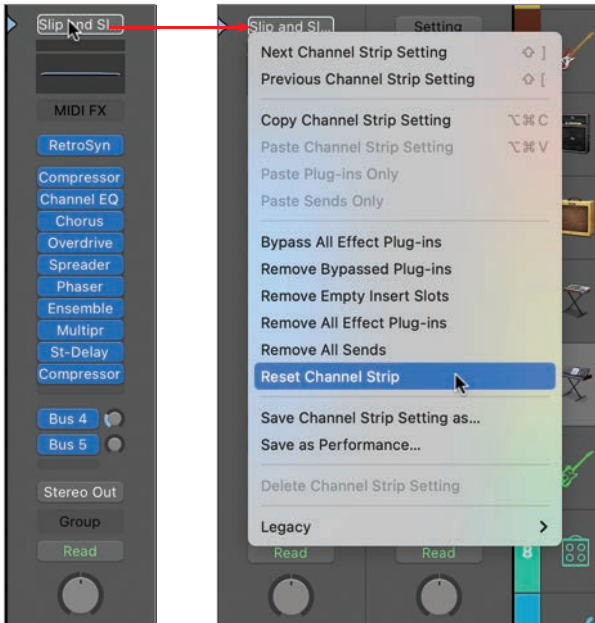 Slip and Sl...
MIDI FX
RetroSyn
Compressor
Channel EQ
Chorus
Overdrive
Spreader
Phaser
Ensemble
Multipr
St-Delay
Compressor
Bus 4
Bus 5
Stereo Out
Group
Read
Slip and Sl...
Setting
Next Channel Strip Setting ⇧ ]
Previous Channel Strip Setting ⇧ [
Copy Channel Strip Setting ⌥⌘C
Paste Channel Strip Setting ⌥⌘V
Paste Plug-ins Only
Paste Sends Only
Bypass All Effect Plug-ins
Remove Bypassed Plug-ins
Remove Empty Insert Slots
Remove All Effect Plug-ins
Remove All Sends
Reset Channel Strip
Save Channel Strip Setting as...
Save as Performance...
Delete Channel Strip Setting
Legacy >
Read
Read
8